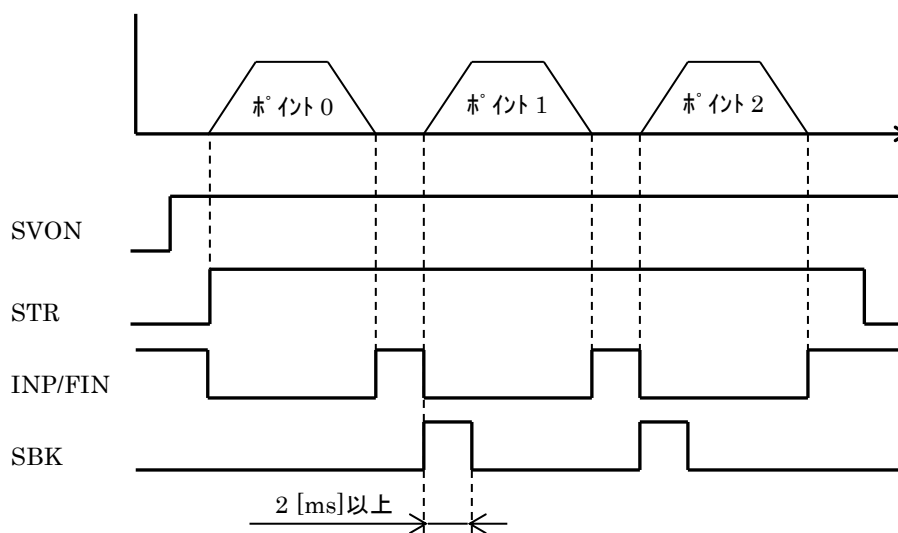 ﾎﾟｲﾝﾄ 0
ﾎﾟｲﾝﾄ 1
ﾎﾟｲﾝﾄ 2
SVON
STR
INP/FIN
SBK
2 [ms]以上